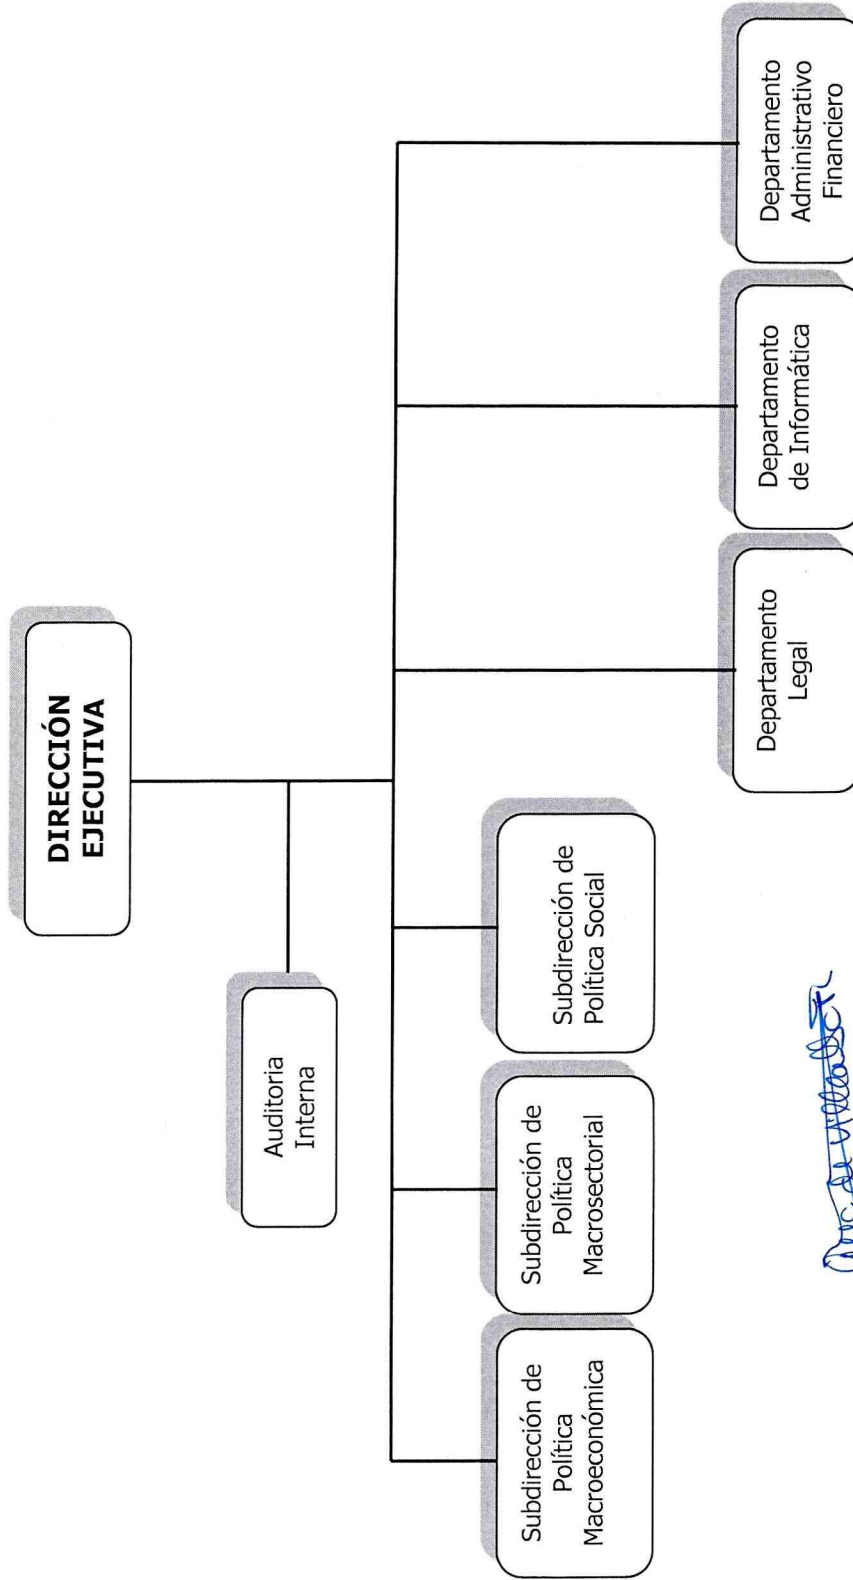 DIRECCIÓN
EJECUTIVA
Auditoria
Interna
Subdirección de
Política
Macroeconómica
Subdirección de
Política
Macrosectorial
Subdirección de
Política Social
Departamento
Legal
Departamento
de Informática
Departamento
Administrativo
Financiero